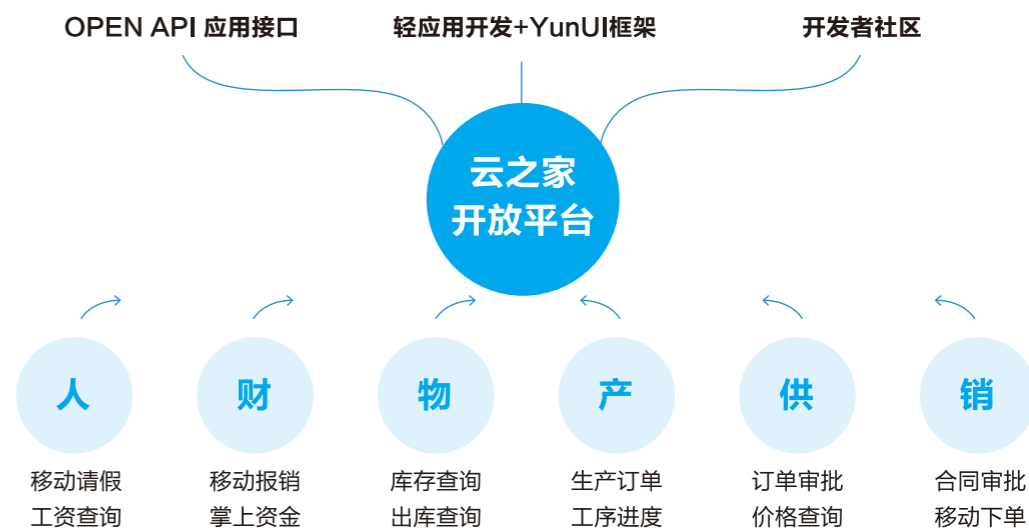 OPEN API 应用接口
轻应用开发+YunUI框架
开发者社区
云之家
开放平台
人
财
物
产
供
销
移动请假
工资查询
移动报销
掌上资金
库存查询
出库查询
生产订单
工序进度
订单审批
价格查询
合同审批
移动下单